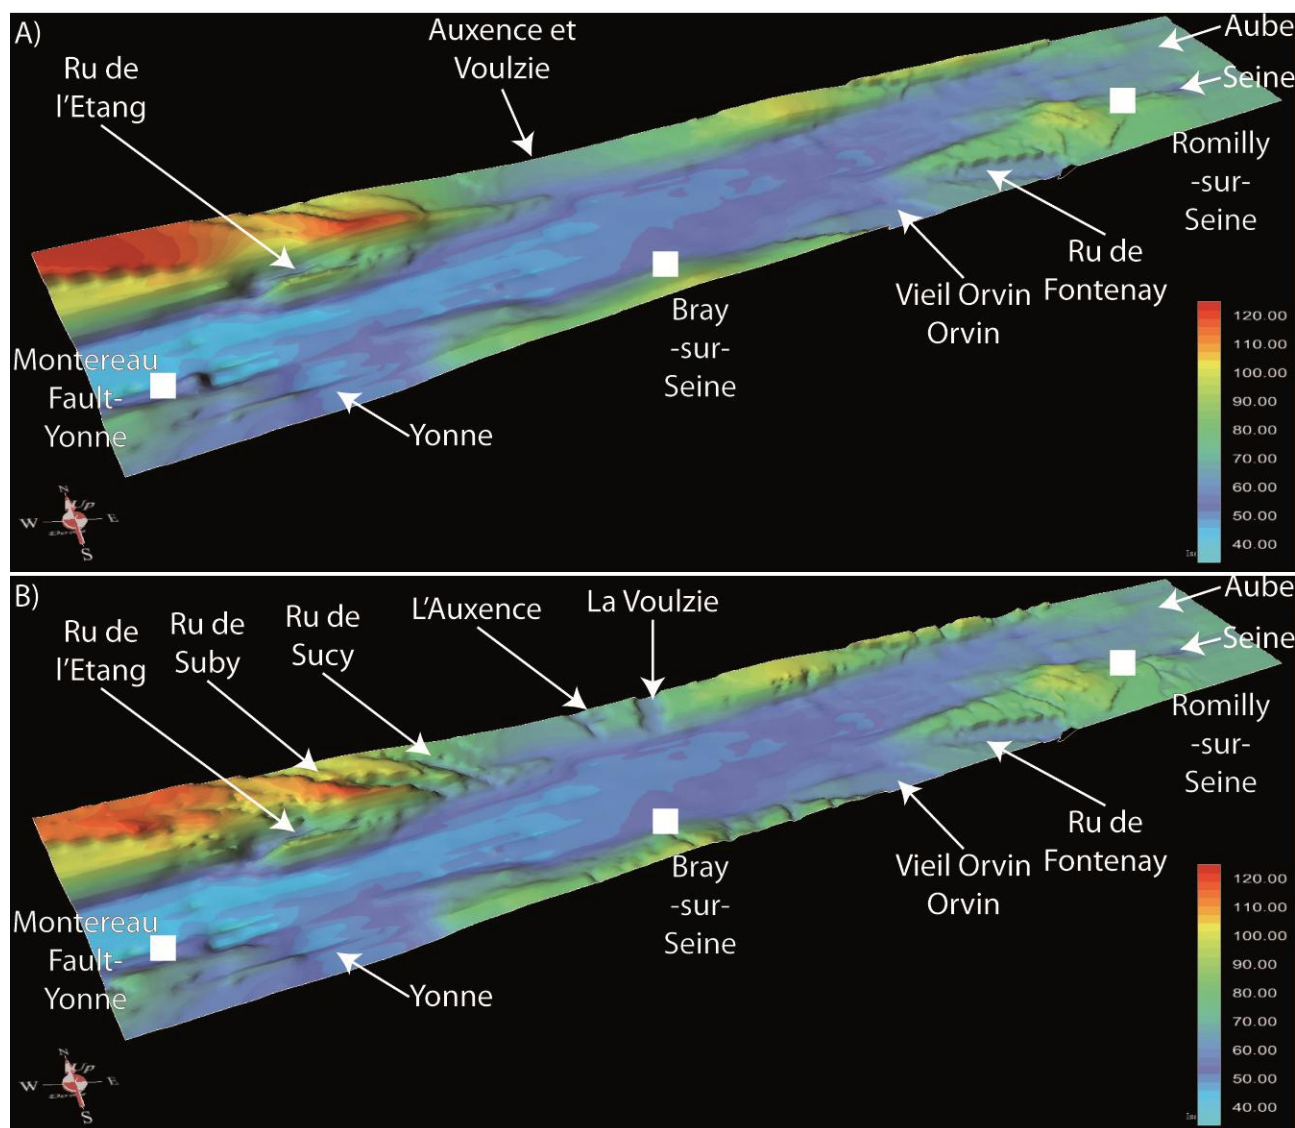 A)
Auxence et
Voulzie
Ru de
l'Etang
Aube
Seine
Romilly
-sur-
Seine
Ru de
Fontenay
Vieil Orvin
Orvin
Bray
-sur-
Seine
Montereau
Fault-
Yonne
Yonne
N
Up
W
E
S
120.00
110.00
100.00
90.00
80.00
70.00
60.00
50.00
40.00
B)
Ru de
l'Etang
Ru de
Suby
Ru de
Sucy
L'Auxence
La Voulzie
Aube
Seine
Romilly
-sur-
Seine
Ru de
Fontenay
Vieil Orvin
Orvin
Bray
-sur-
Seine
Montereau
Fault-
Yonne
Yonne
N
Up
W
E
S
120.00
110.00
100.00
90.00
80.00
70.00
60.00
50.00
40.00